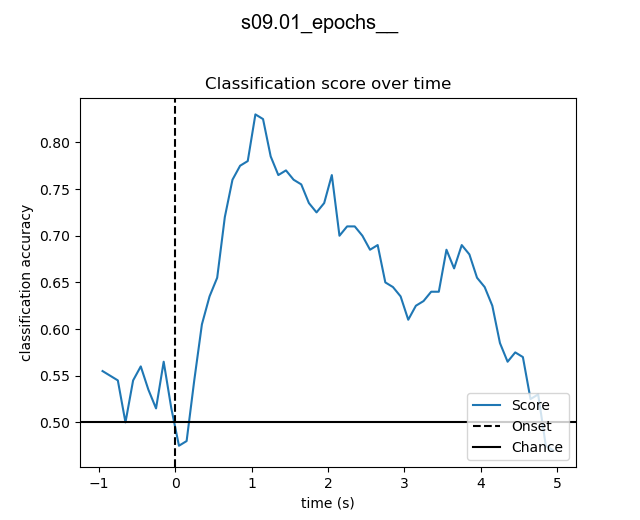 s09.01_epochs__
Classification score over time
classification accuracy
0.80
0.75
0.70
0.65
0.60
0.55
0.50
Score
Onset
Chance
−1
0
1
2
3
4
5
time (s)